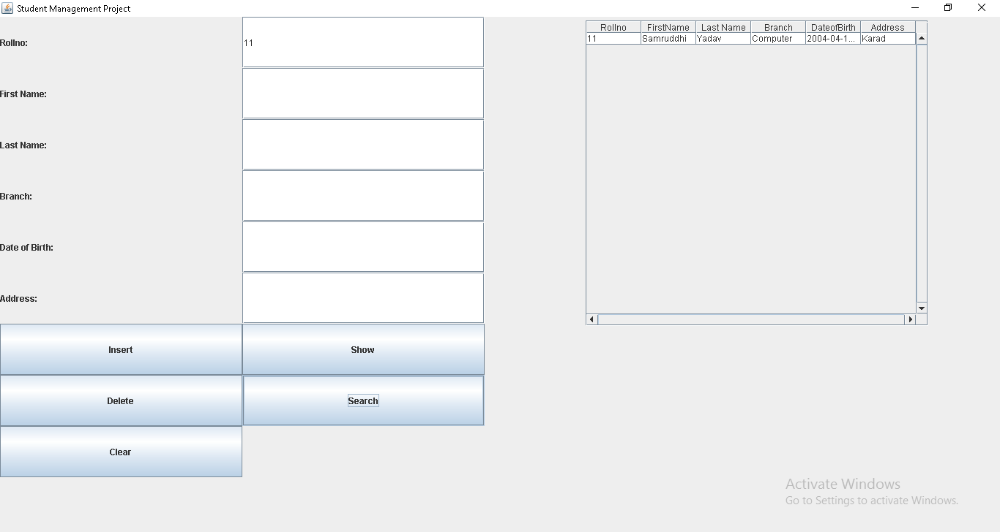 Student Management Project
Rollno:
11
First Name:
Last Name:
Branch:
Date of Birth:
Address:
Insert
Show
Delete
Search
Clear
Rollno FirstName Last Name Branch DateofBirth Address
11 Samruddhi Yadav Computer 2004-04-1... Karad
Activate Windows
Go to Settings to activate Windows.